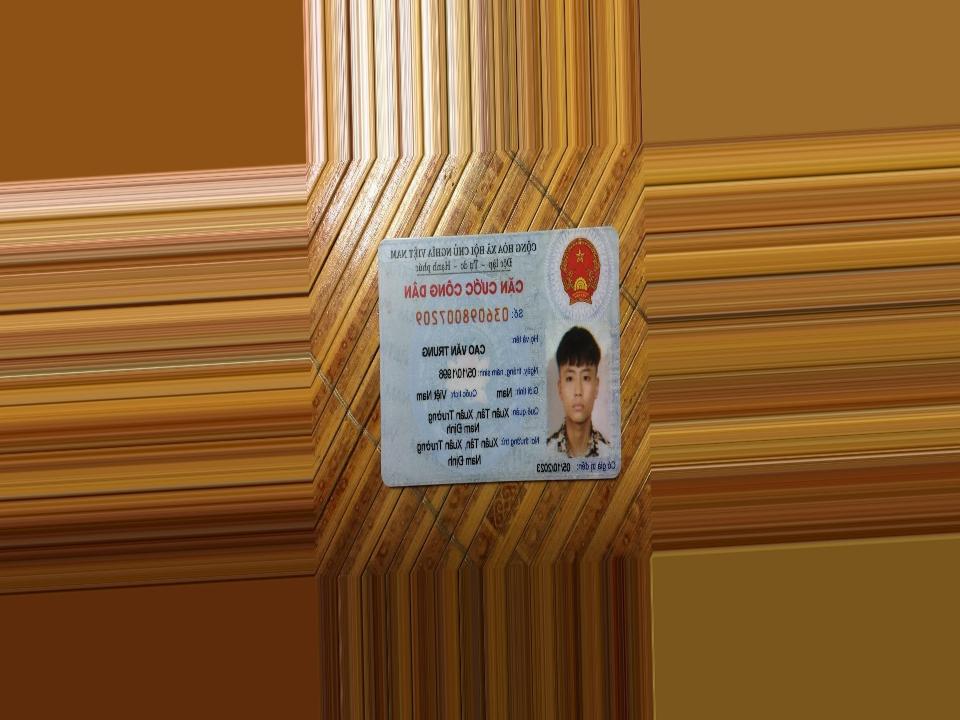 CỘNG HÒA XÃ HỘI CHỦ NGHĨA VIỆT NAM
Độc lập - Tự do - Hạnh phúc
CĂN CƯỚC CÔNG DÂN
Số: 036098007209
Họ và tên:
CAO VĂN TRUNG
Ngày, tháng, năm sinh: 05/10/1998
Giới tính: Nam Quốc tịch: Việt Nam
Quê quán: Xuân Tân, Xuân Trường
Nam Định
Nơi thường trú: Xuân Tân, Xuân Trường
Nam Định
Có giá trị đến: 05/10/2023